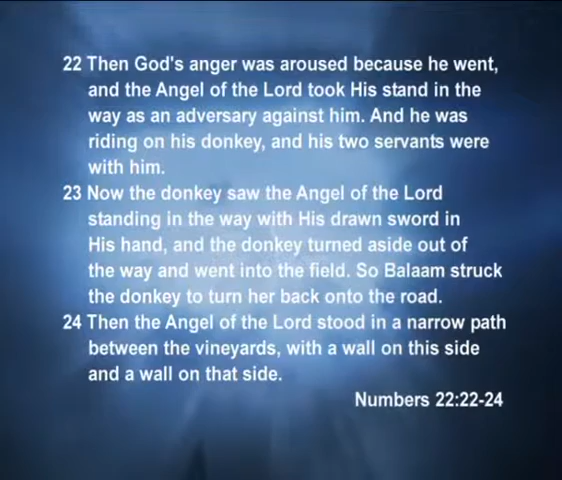 22 Then God's anger was aroused because he went,
and the Angel of the Lord took His stand in the
way as an adversary against him. And he was
riding on his donkey, and his two servants were
with him.
23 Now the donkey saw the Angel of the Lord
standing in the way with His drawn sword in
His hand, and the donkey turned aside out of
the way and went into the field. So Balaam struck
the donkey to turn her back onto the road.
24 Then the Angel of the Lord stood in a narrow path
between the vineyards, with a wall on this side
and a wall on that side.
Numbers 22:22-24